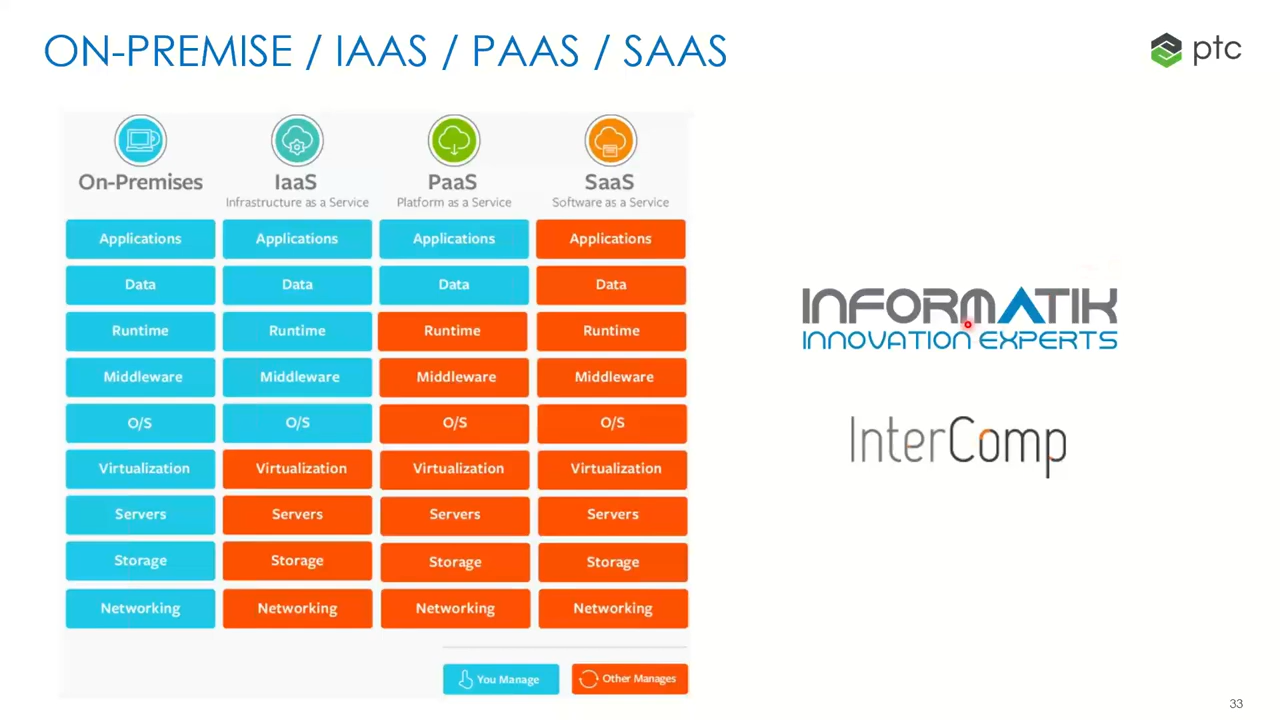 ON-PREMISE / IAAS / PAAS / SAAS
ptc
On-Premises IaaS PaaS SaaS
Infrastructure as a Service Platform as a Service Software as a Service
Applications Applications Applications Applications
Data Data Data Data
Runtime Runtime Runtime Runtime
Middleware Middleware Middleware Middleware
O/S O/S O/S O/S
Virtualization Virtualization Virtualization Virtualization
Servers Servers Servers Servers
Storage Storage Storage Storage
Networking Networking Networking Networking
You Manage Other Manages
INFORMATIK
INNOVATION EXPERTS
InterComp
33